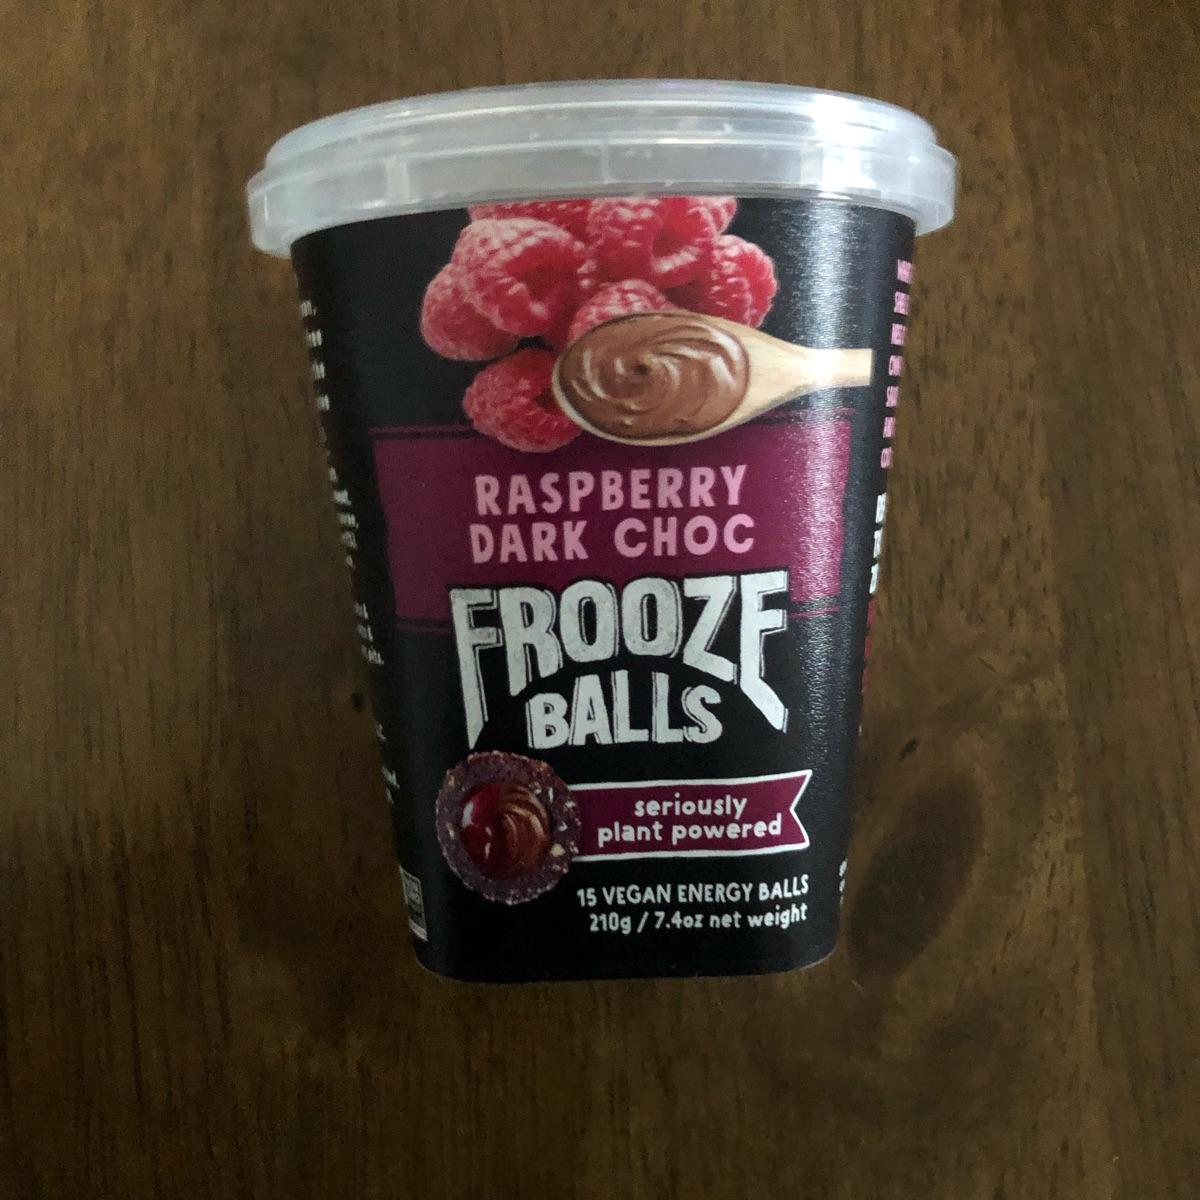 RASPBERRY
DARK CHOC
FROOZE
BALLS
seriously
plant powered
15 VEGAN ENERGY BALLS
210g / 7.4oz net weight